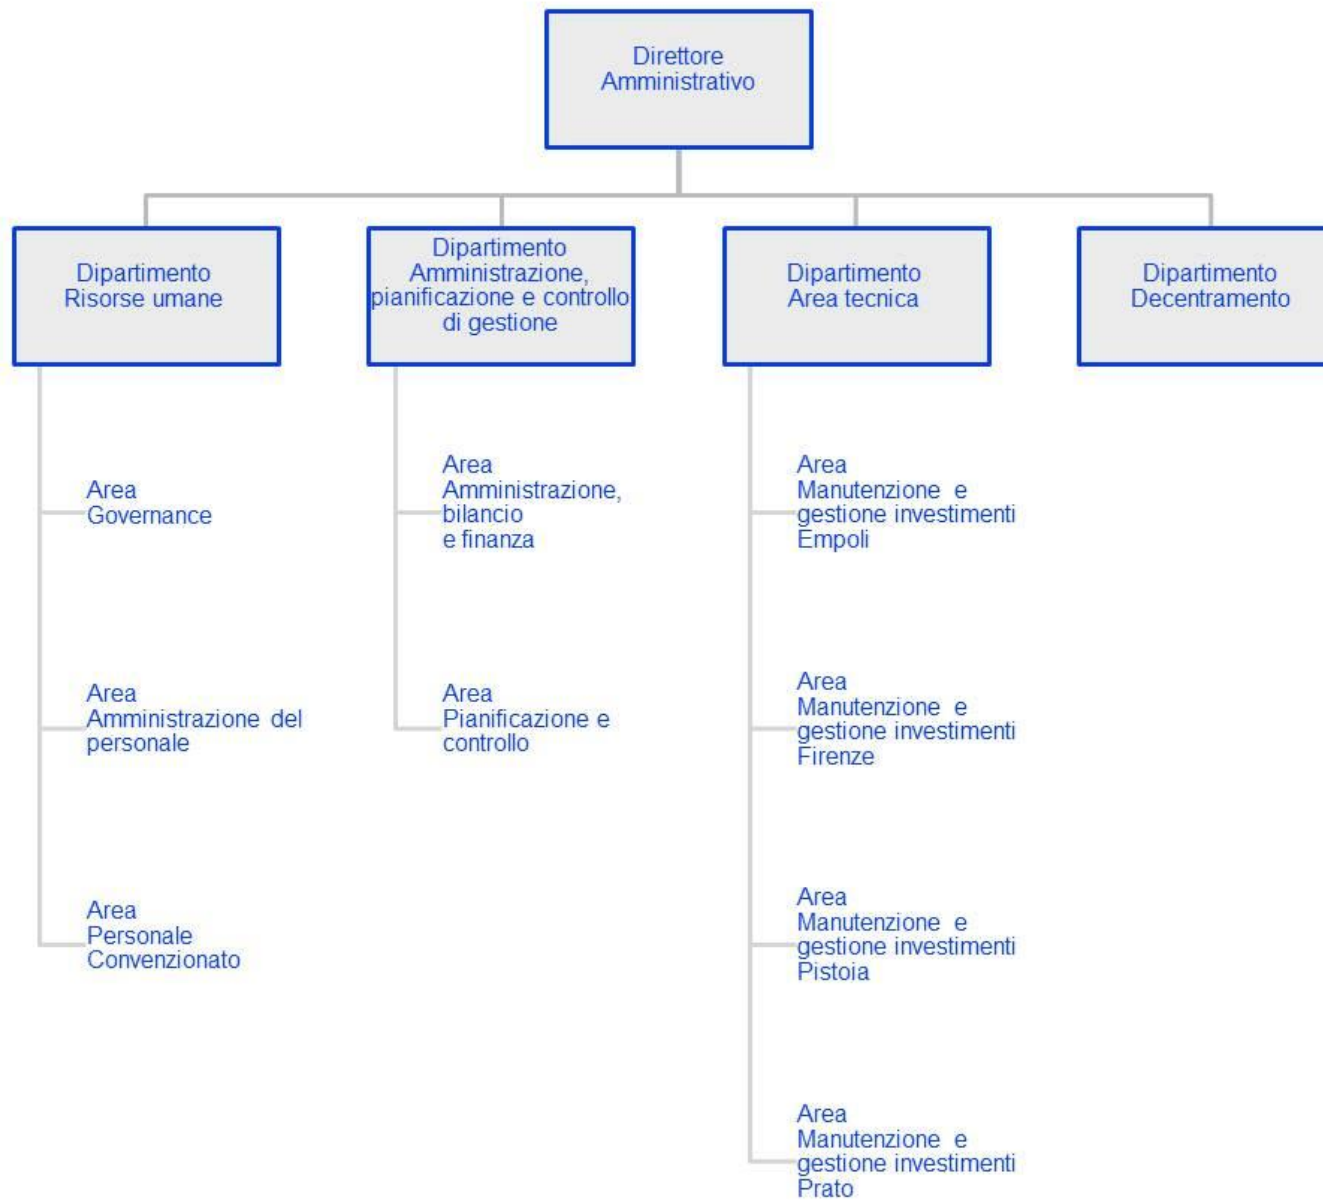 Direttore
Amministrativo
Dipartimento
Risorse umane
Dipartimento
Amministrazione,
pianificazione e controllo
di gestione
Dipartimento
Area tecnica
Dipartimento
Decentramento
Area
Governance
Area
Amministrazione del
personale
Area
Personale
Convenzionato
Area
Amministrazione,
bilancio
e finanza
Area
Pianificazione e
controllo
Area
Manutenzione e
gestione investimenti
Empoli
Area
Manutenzione e
gestione investimenti
Firenze
Area
Manutenzione e
gestione investimenti
Pistoia
Area
Manutenzione e
gestione investimenti
Prato